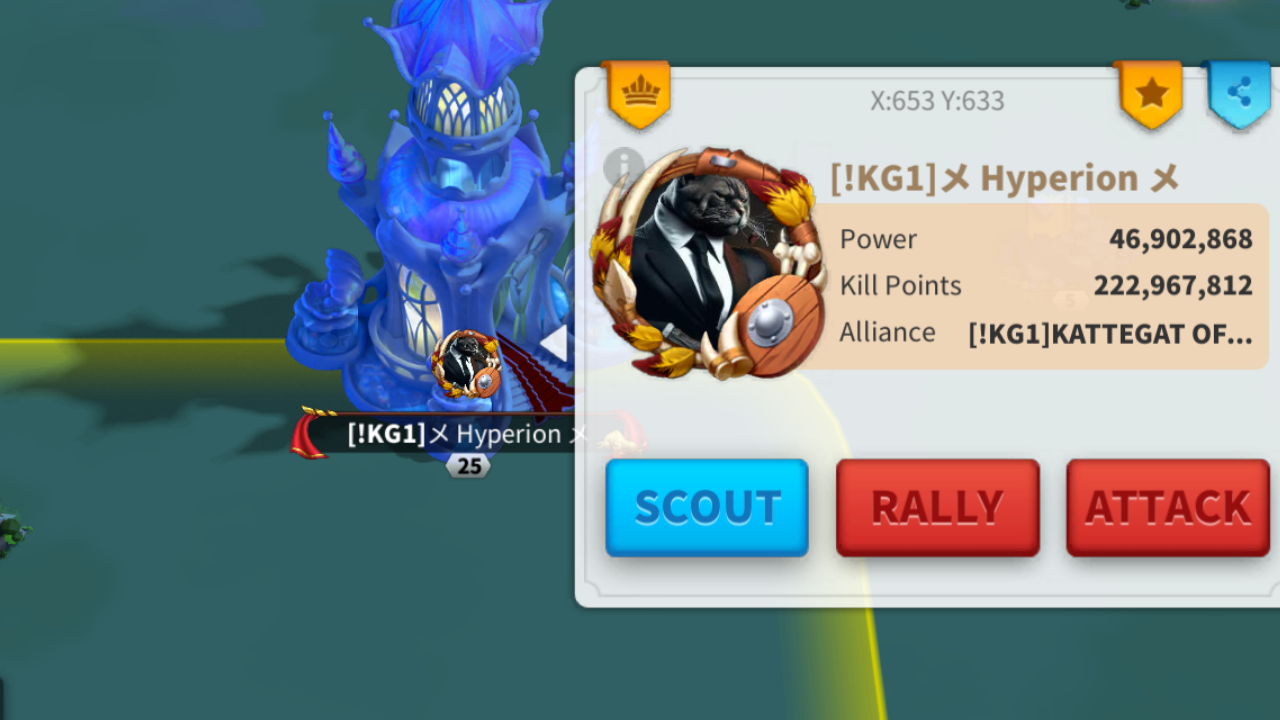 X:653 Y:633
[!KG1]メ Hyperion メ
Power 46,902,868
Kill Points 222,967,812
Alliance [!KG1]KATTEGAT OF...
[!KG1]メ Hyperion メ
25
SCOUT RALLY ATTACK